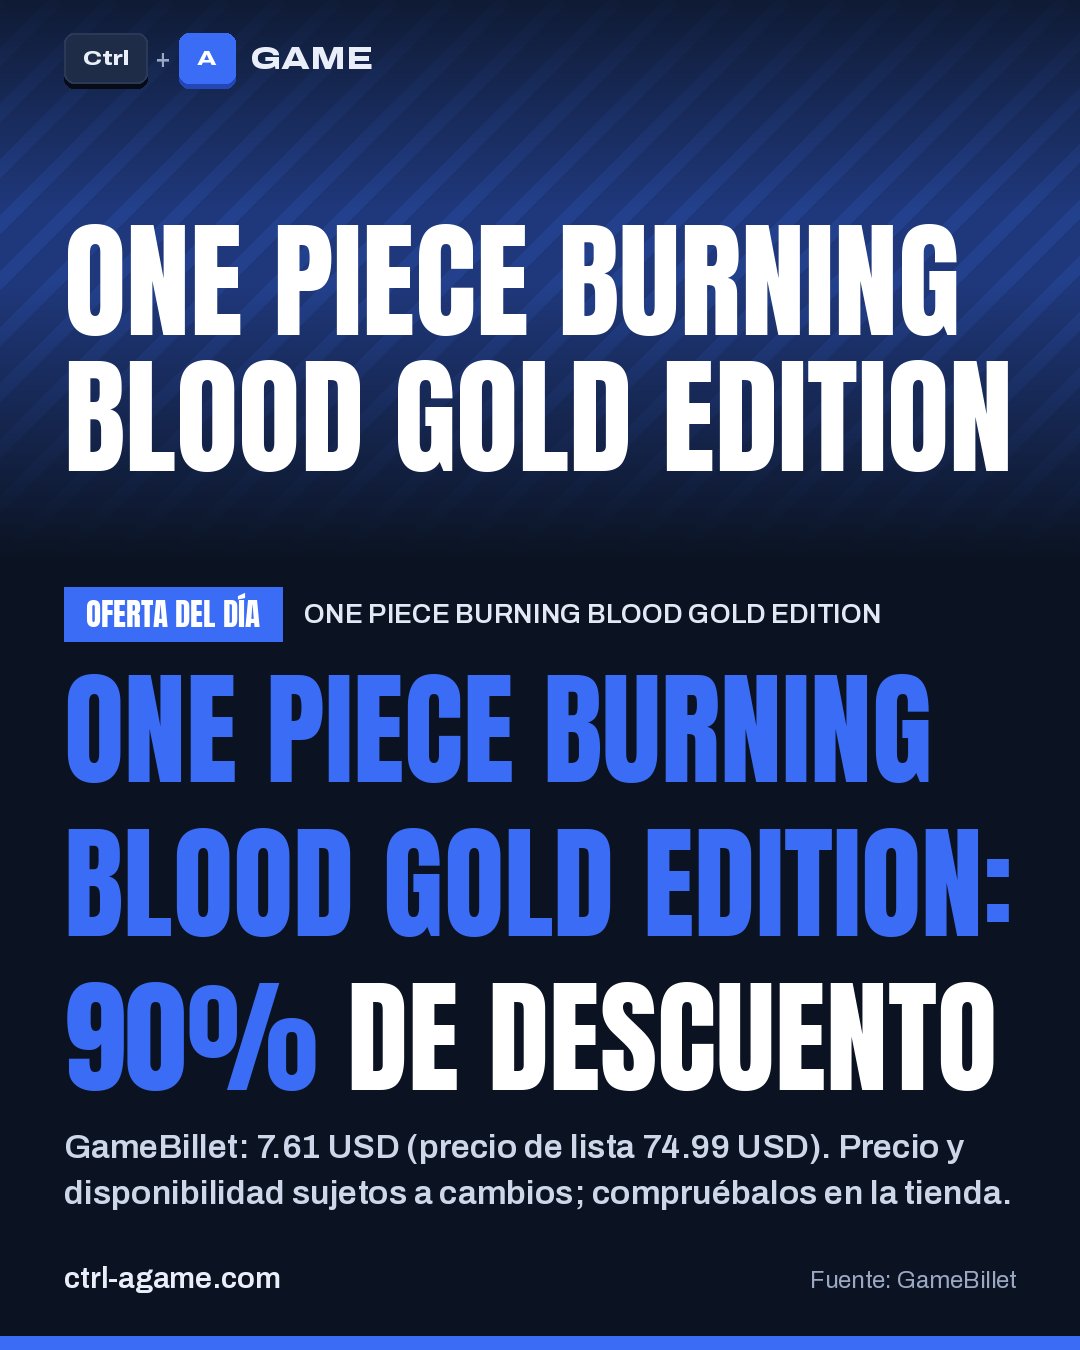 Ctrl + A GAME
ONE PIECE BURNING
BLOOD GOLD EDITION
OFERTA DEL DÍA ONE PIECE BURNING BLOOD GOLD EDITION
ONE PIECE BURNING
BLOOD GOLD EDITION:
90% DE DESCUENTO
GameBillet: 7.61 USD (precio de lista 74.99 USD). Precio y
disponibilidad sujetos a cambios; compruébalos en la tienda.
ctrl-agame.com Fuente: GameBillet